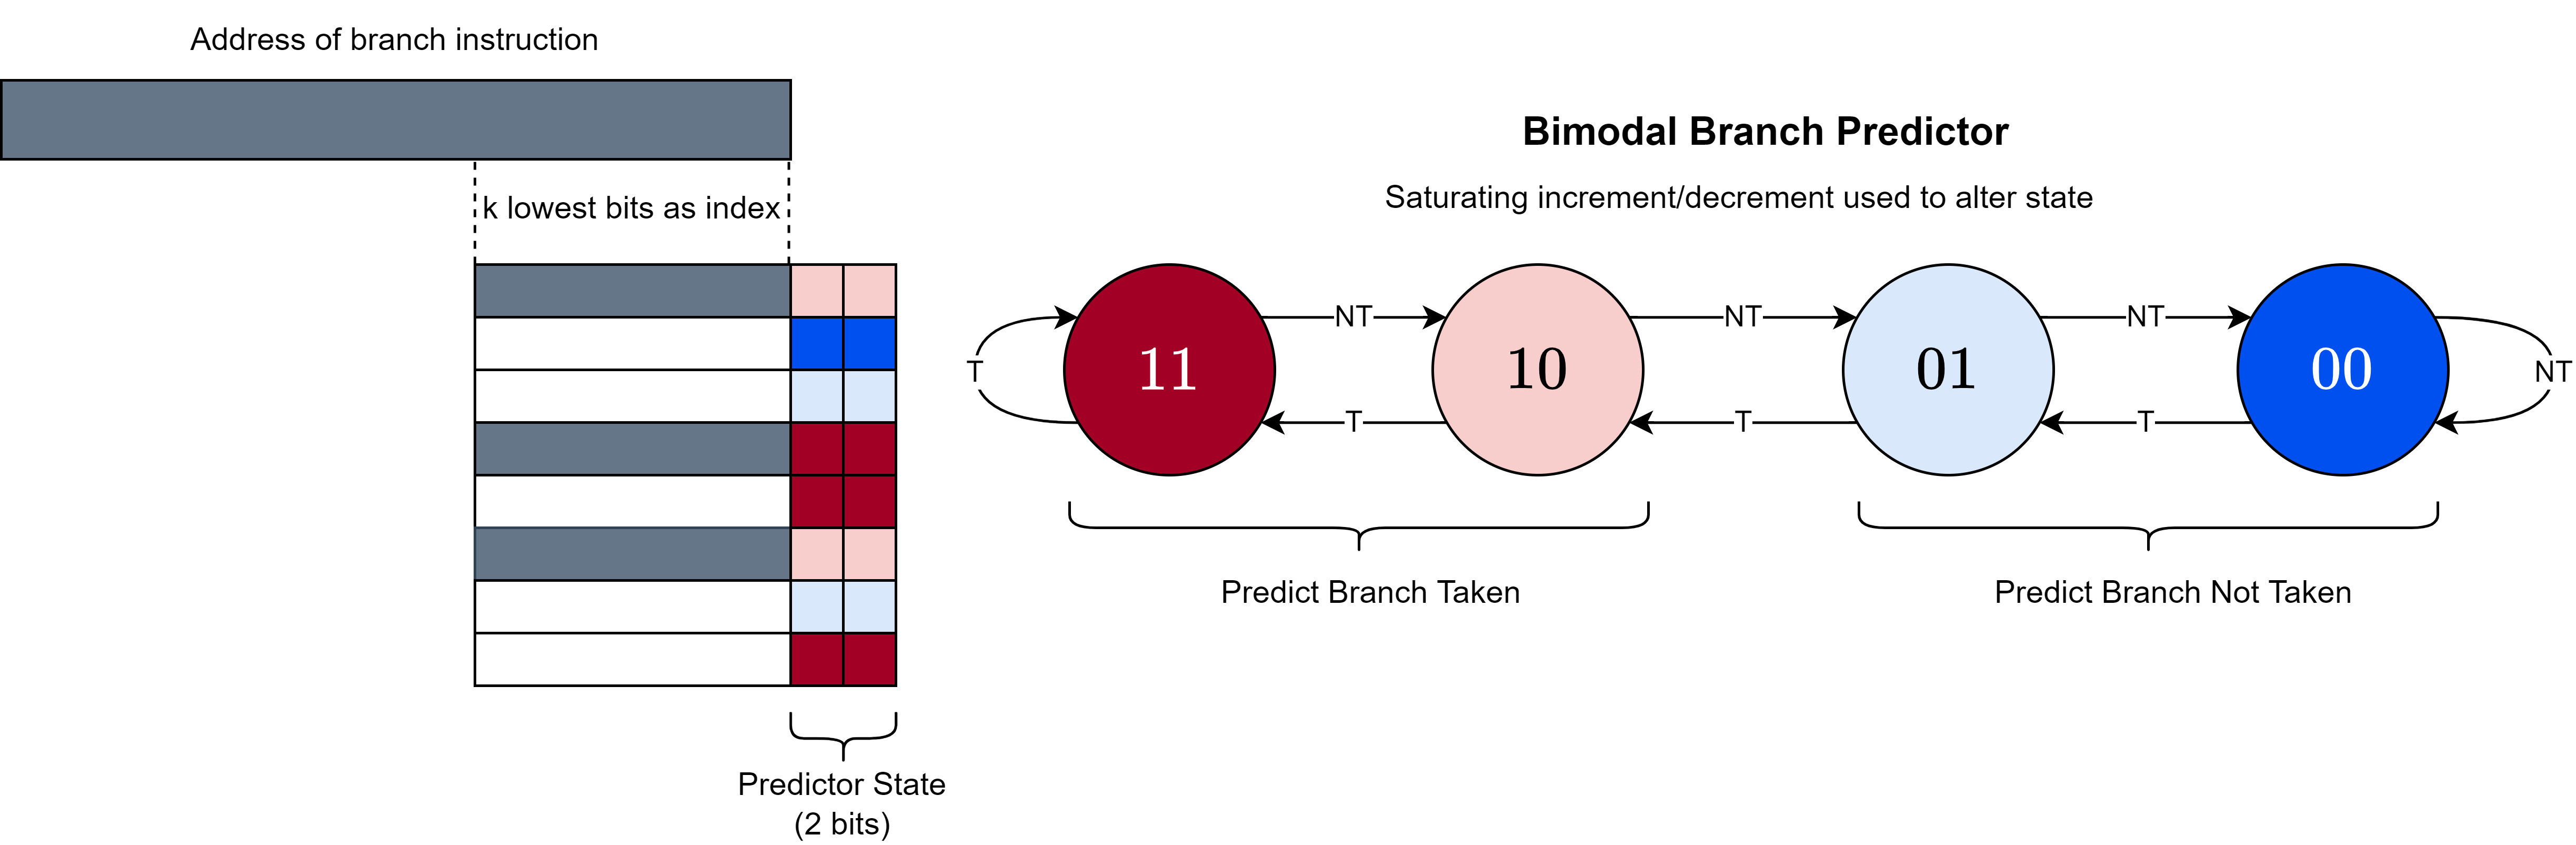 Address of branch instruction
k lowest bits as index
Predictor State
(2 bits)
Bimodal Branch Predictor
Saturating increment/decrement used to alter state
NT
NT
NT
T
11
10
01
00
NT
T
T
T
Predict Branch Taken
Predict Branch Not Taken